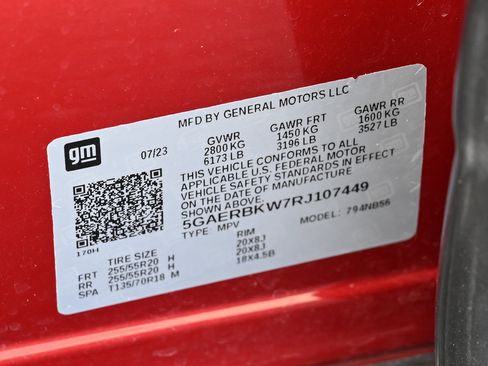 MFD BY GENERAL MOTORS LLC
gm
07/23
GVWR GAWR FRT GAWR RR
2800 KG 1450 KG 1600 KG
6173 LB 3196 LB 3527 LB
THIS VEHICLE CONFORMS TO ALL
APPLICABLE U.S. FEDERAL MOTOR
VEHICLE SAFETY STANDARDS IN EFFECT
ON THE DATE OF MANUFACTURE
SHOWN ABOVE.
5GAERBKW7RJ107449
TYPE: MPV MODEL: 794NB56
170H
TIRE SIZE RIM
FRT 255/55R20 H 20X8J
RR 255/55R20 H 20X8J
SPA T135/70R18 M 18X4.5B